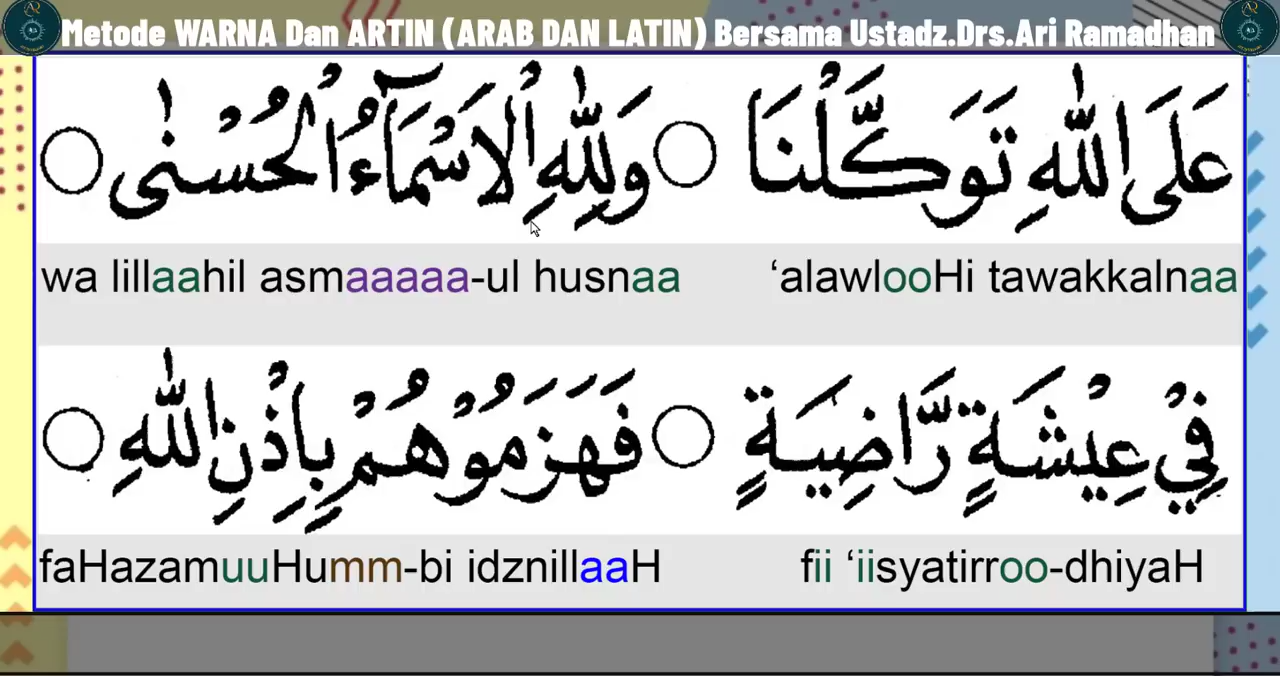 Metode WARNA Dan ARTIN (ARAB DAN LATIN) Bersama Ustadz.Drs.Ari Ramadhan
عَلَى اللّٰهِ تَوَكَّلْنَا ○ وَلِلّٰهِ الْاَسْمَآءُ الْحُسْنٰى ○
wa lillaahil asmaaaaa-ul husnaa ‘alawlooHi tawakkalnaa
فِيْ عِيْشَةٍ رَّاضِيَةٍ ○ فَهَزَمُوْهُمْ بِاِذْنِ اللّٰهِ ○
faHazamuuHumm-bi idznillaaH fii ‘iisyatirroo-dhiyaH